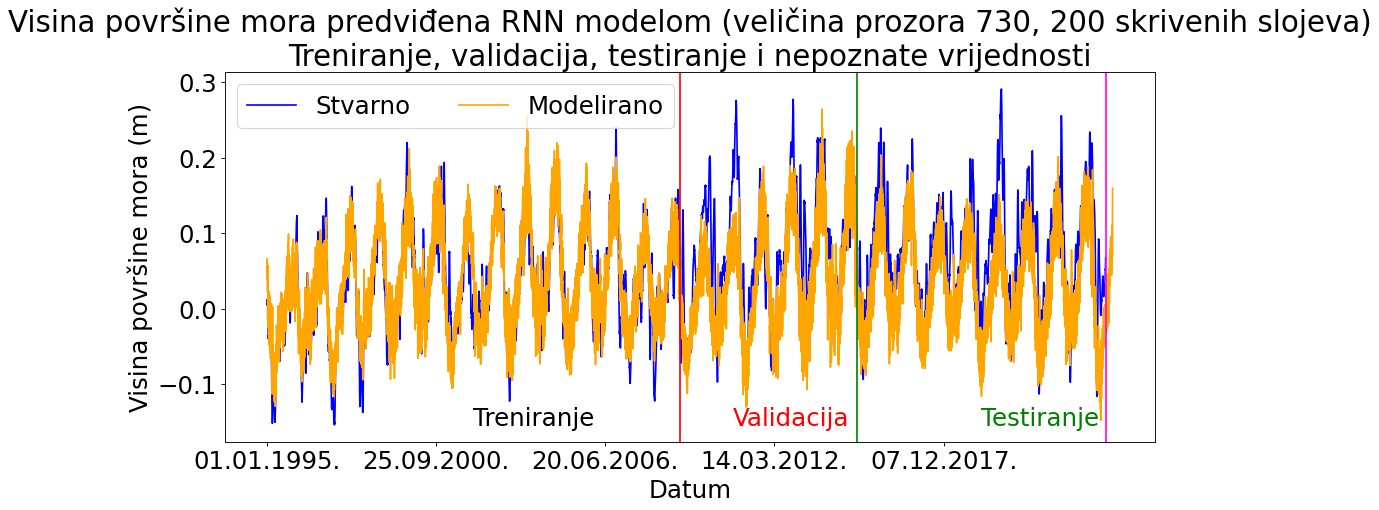 Visina površine mora predviđena RNN modelom (veličina prozora 730, 200 skrivenih slojeva)
Treniranje, validacija, testiranje i nepoznate vrijednosti
Stvarno
Modelirano
Visina površine mora (m)
0.3
0.2
0.1
0.0
−0.1
Treniranje
Validacija
Testiranje
01.01.1995.
25.09.2000.
20.06.2006.
14.03.2012.
07.12.2017.
Datum